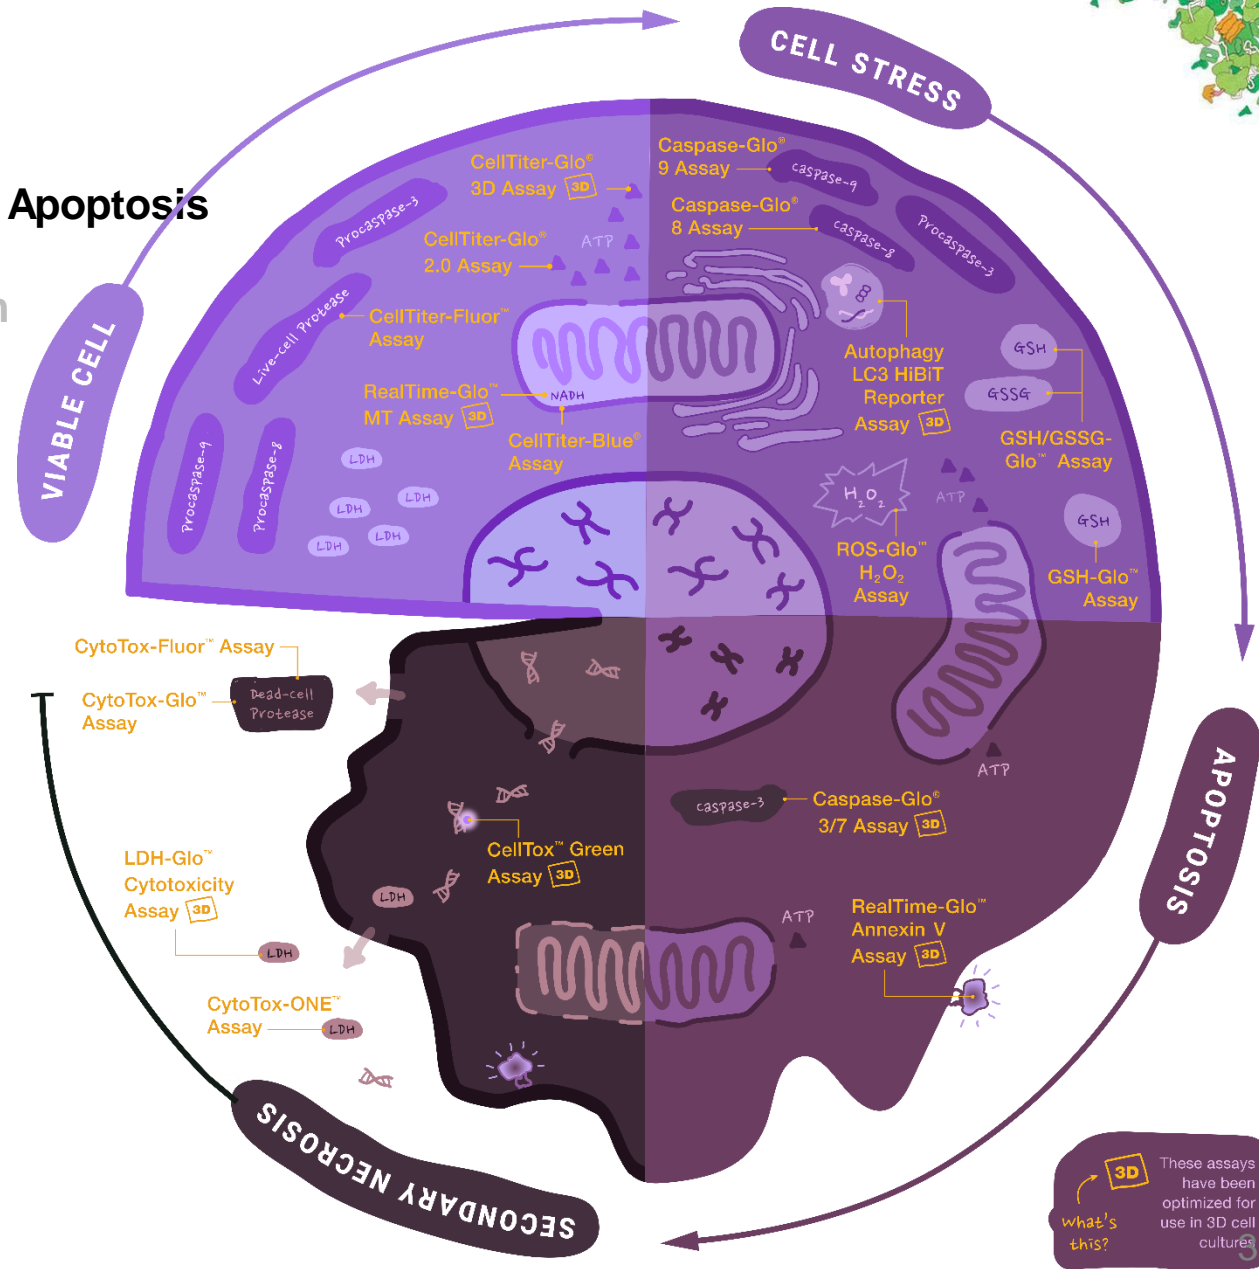 Apoptosis
n
VIABLE CELL
Procaspase-3
Live-cell Protease
Procaspase-9
Procaspase-8
LDH
LDH
LDH
LDH
LDH
CellTiter-Glo®
3D Assay 3D
ATP
CellTiter-Glo®
2.0 Assay
CellTiter-Fluor™
Assay
RealTime-Glo™
MT Assay 3D
NADH
CellTiter-Blue®
Assay
CELL STRESS
Caspase-Glo®
9 Assay
caspase-9
Caspase-Glo®
8 Assay
caspase-8
Procaspase-3
Autophagy
LC3 HiBiT
Reporter
Assay 3D
GSH
GSSG
GSH/GSSG-
Glo™ Assay
H₂O₂
ROS-Glo™
H₂O₂
Assay
ATP
GSH
GSH-Glo™
Assay
APOPTOSIS
ATP
caspase-3
Caspase-Glo®
3/7 Assay 3D
ATP
RealTime-Glo™
Annexin V
Assay 3D
SECONDARY NECROSIS
CytoTox-Fluor™ Assay
CytoTox-Glo™
Assay
Dead-cell
Protease
CellTox™ Green
Assay 3D
LDH
LDH-Glo™
Cytotoxicity
Assay 3D
LDH
CytoTox-ONE™
Assay
LDH
3D
what's
this?
These assays
have been
optimized for
use in 3D cell
cultures
3